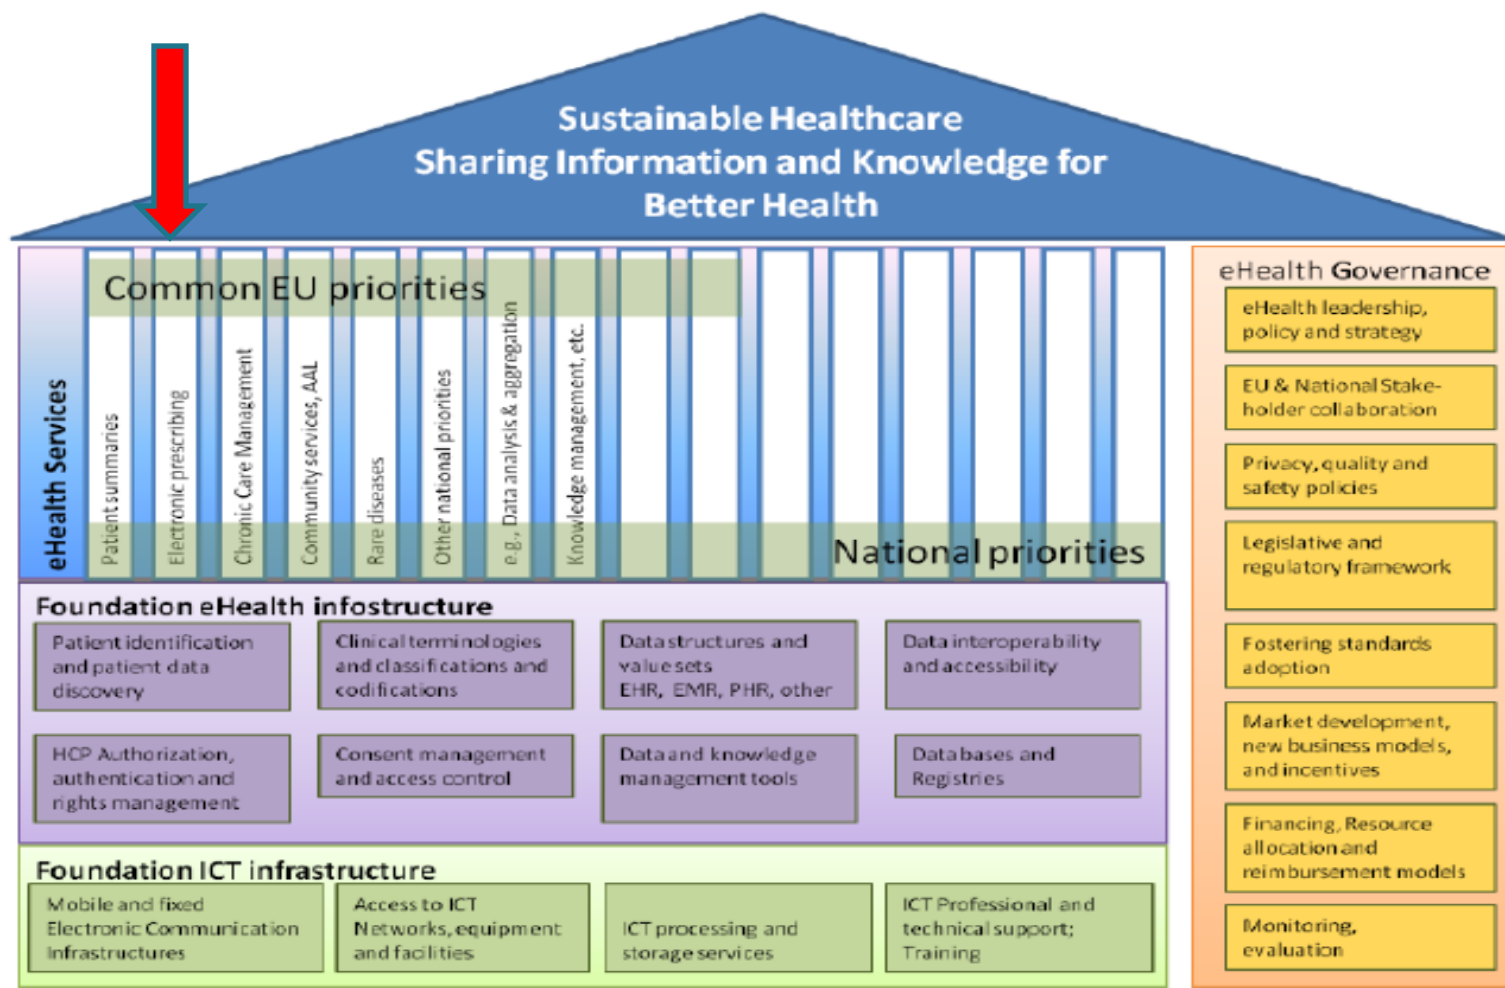 Sustainable Healthcare
Sharing Information and Knowledge for
Better Health
eHealth Services
Common EU priorities
Patient summaries
Electronic prescribing
Chronic Care Management
Community services, AAL
Rare diseases
Other national priorities
e.g., Data analysis & aggregation
Knowledge management, etc.
National priorities
Foundation eHealth infostructure
Patient identification
and patient data
discovery
Clinical terminologies
and classifications and
codifications
Data structures and
value sets
EHR, EMR, PHR, other
Data interoperability
and accessibility
HCP Authorization,
authentication and
rights management
Consent management
and access control
Data and knowledge
management tools
Data bases and
Registries
Foundation ICT infrastructure
Mobile and fixed
Electronic Communication
Infrastructures
Access to ICT
Networks, equipment
and facilities
ICT processing and
storage services
ICT Professional and
technical support;
Training
eHealth Governance
eHealth leadership,
policy and strategy
EU & National Stake-
holder collaboration
Privacy, quality and
safety policies
Legislative and
regulatory framework
Fostering standards
adoption
Market development,
new business models,
and incentives
Financing, Resource
allocation and
reimbursement models
Monitoring,
evaluation